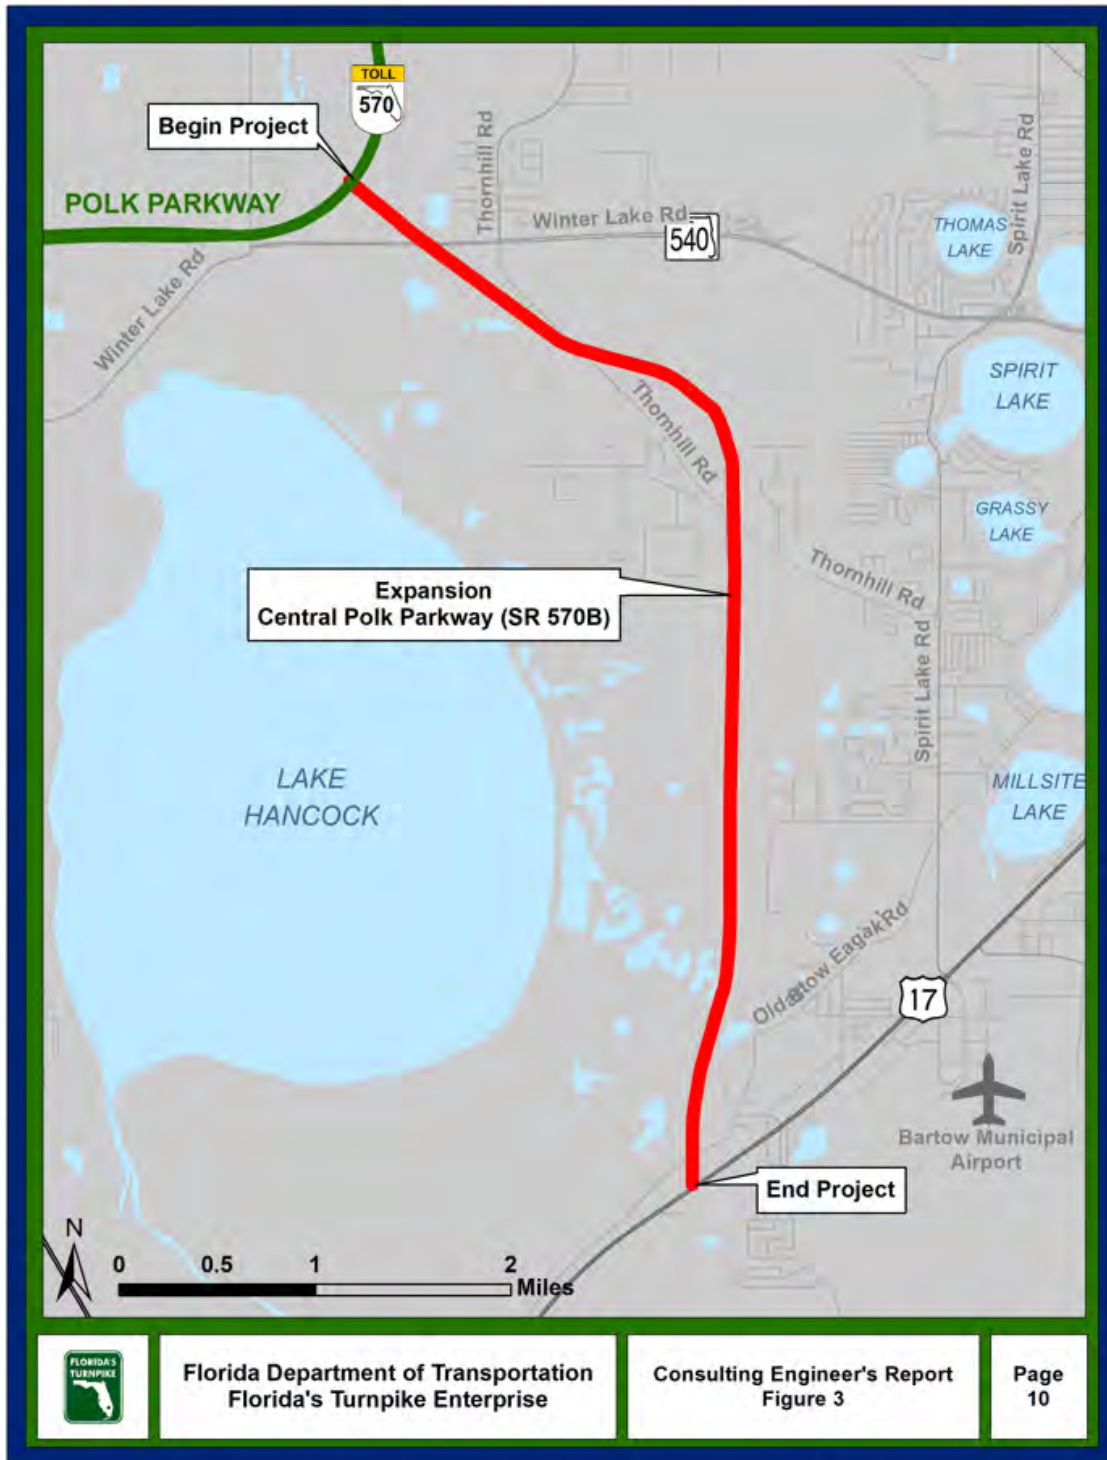 TOLL
570
Begin Project
POLK PARKWAY
Thornhill Rd
Winter Lake Rd
540
Spirit Lake Rd
THOMAS
LAKE
Winter Lake Rd
SPIRIT
LAKE
Thornhill Rd
GRASSY
LAKE
Thornhill Rd
Expansion
Central Polk Parkway (SR 570B)
Spirit Lake Rd
LAKE
HANCOCK
MILLSITE
LAKE
Rd
17
Bartow Municipal
Airport
End Project
N
0 0.5 1 2
Miles
FLORIDA'S
TURNPIKE
Florida Department of Transportation
Florida's Turnpike Enterprise
Consulting Engineer's Report
Figure 3
Page
10